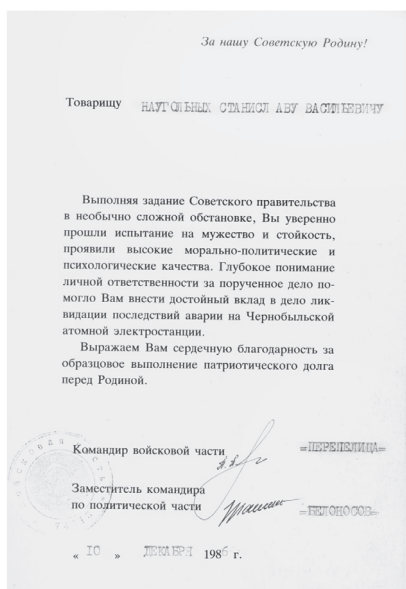 За нашу Советскую Родину!
Товарищу НАУГОЛЬНЫХ СТАНИСЛ АВУ ВАСИЛЬЕВИЧУ
Выполняя задание Советского правительства
в необычно сложной обстановке, Вы уверенно
прошли испытание на мужество и стойкость,
проявили высокие морально-политические и
психологические качества. Глубокое понимание
личной ответственности за порученное дело по-
могло Вам внести достойный вклад в дело лик-
видации последствий аварии на Чернобыльской
атомной электростанции.
Выражаем Вам сердечную благодарность за
образцовое выполнение патриотического долга
перед Родиной.
Командир войсковой части =ПЕРЕПЕЛИЦА=
Заместитель командира
по политической части =БЕЛОНОСОВ=
« 10 » ДЕКАБРЯ 1986 г.